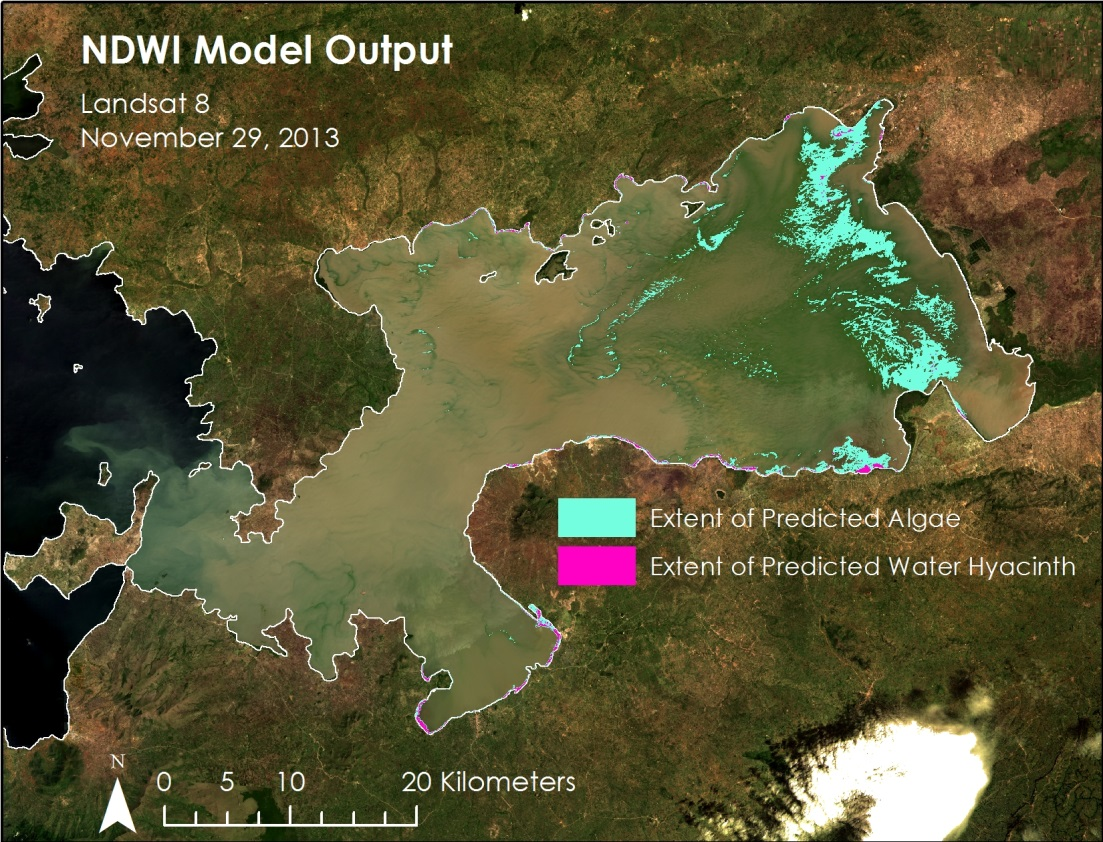 NDWI Model Output
Landsat 8
November 29, 2013
Extent of Predicted Algae
Extent of Predicted Water Hyacinth
N
0 5 10 20 Kilometers